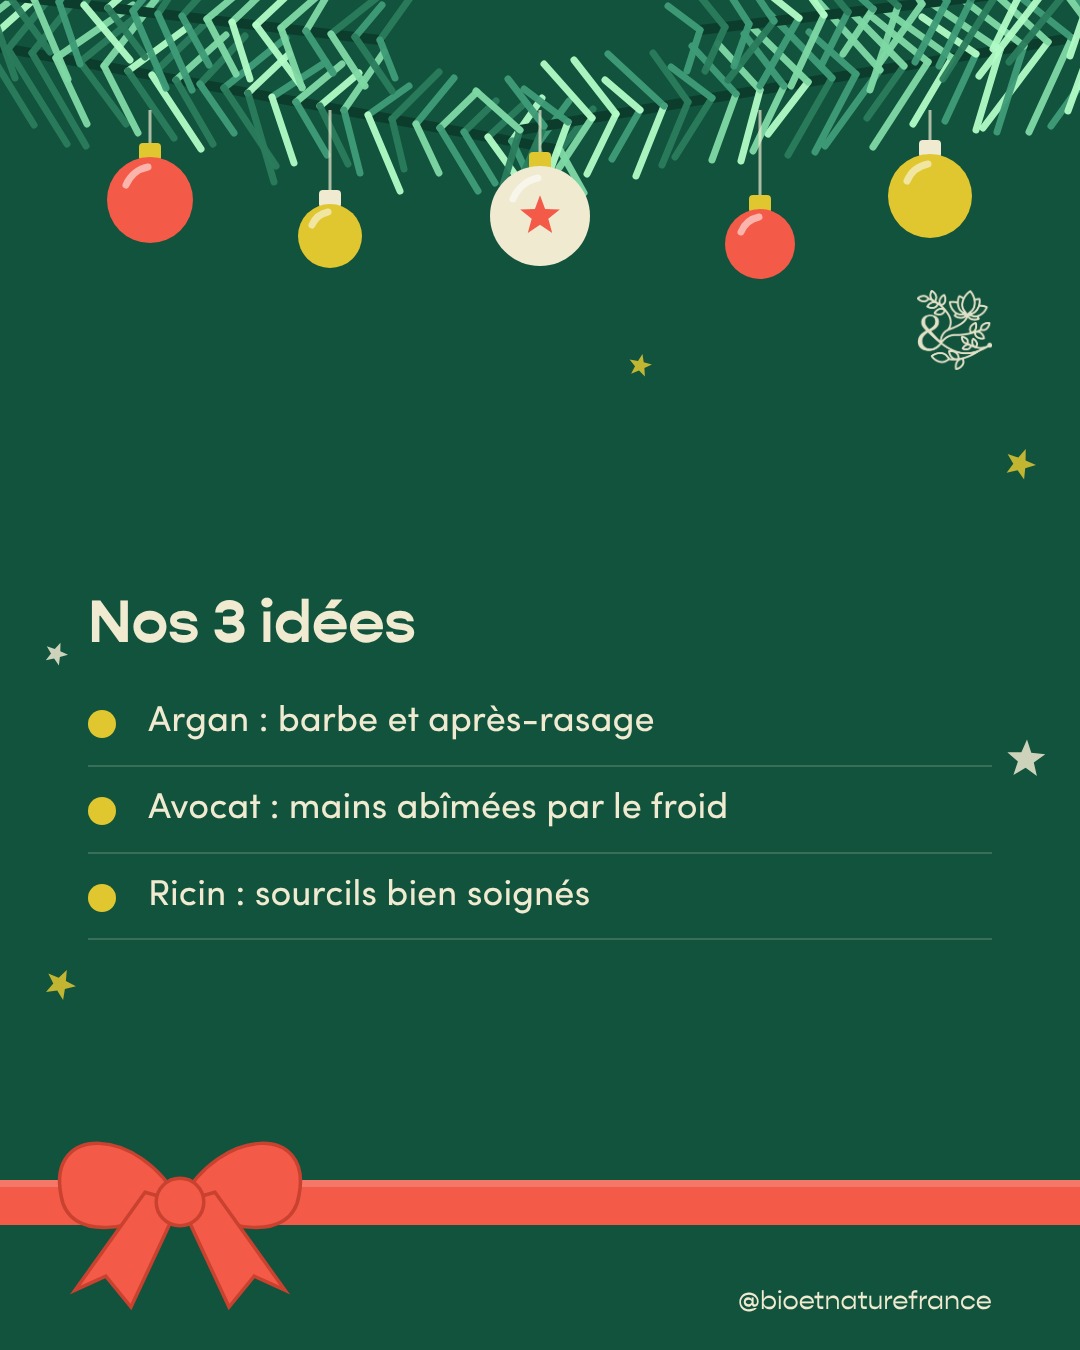 &
Nos 3 idées
Argan : barbe et après-rasage
Avocat : mains abîmées par le froid
Ricin : sourcils bien soignés
@bioetnaturefrance